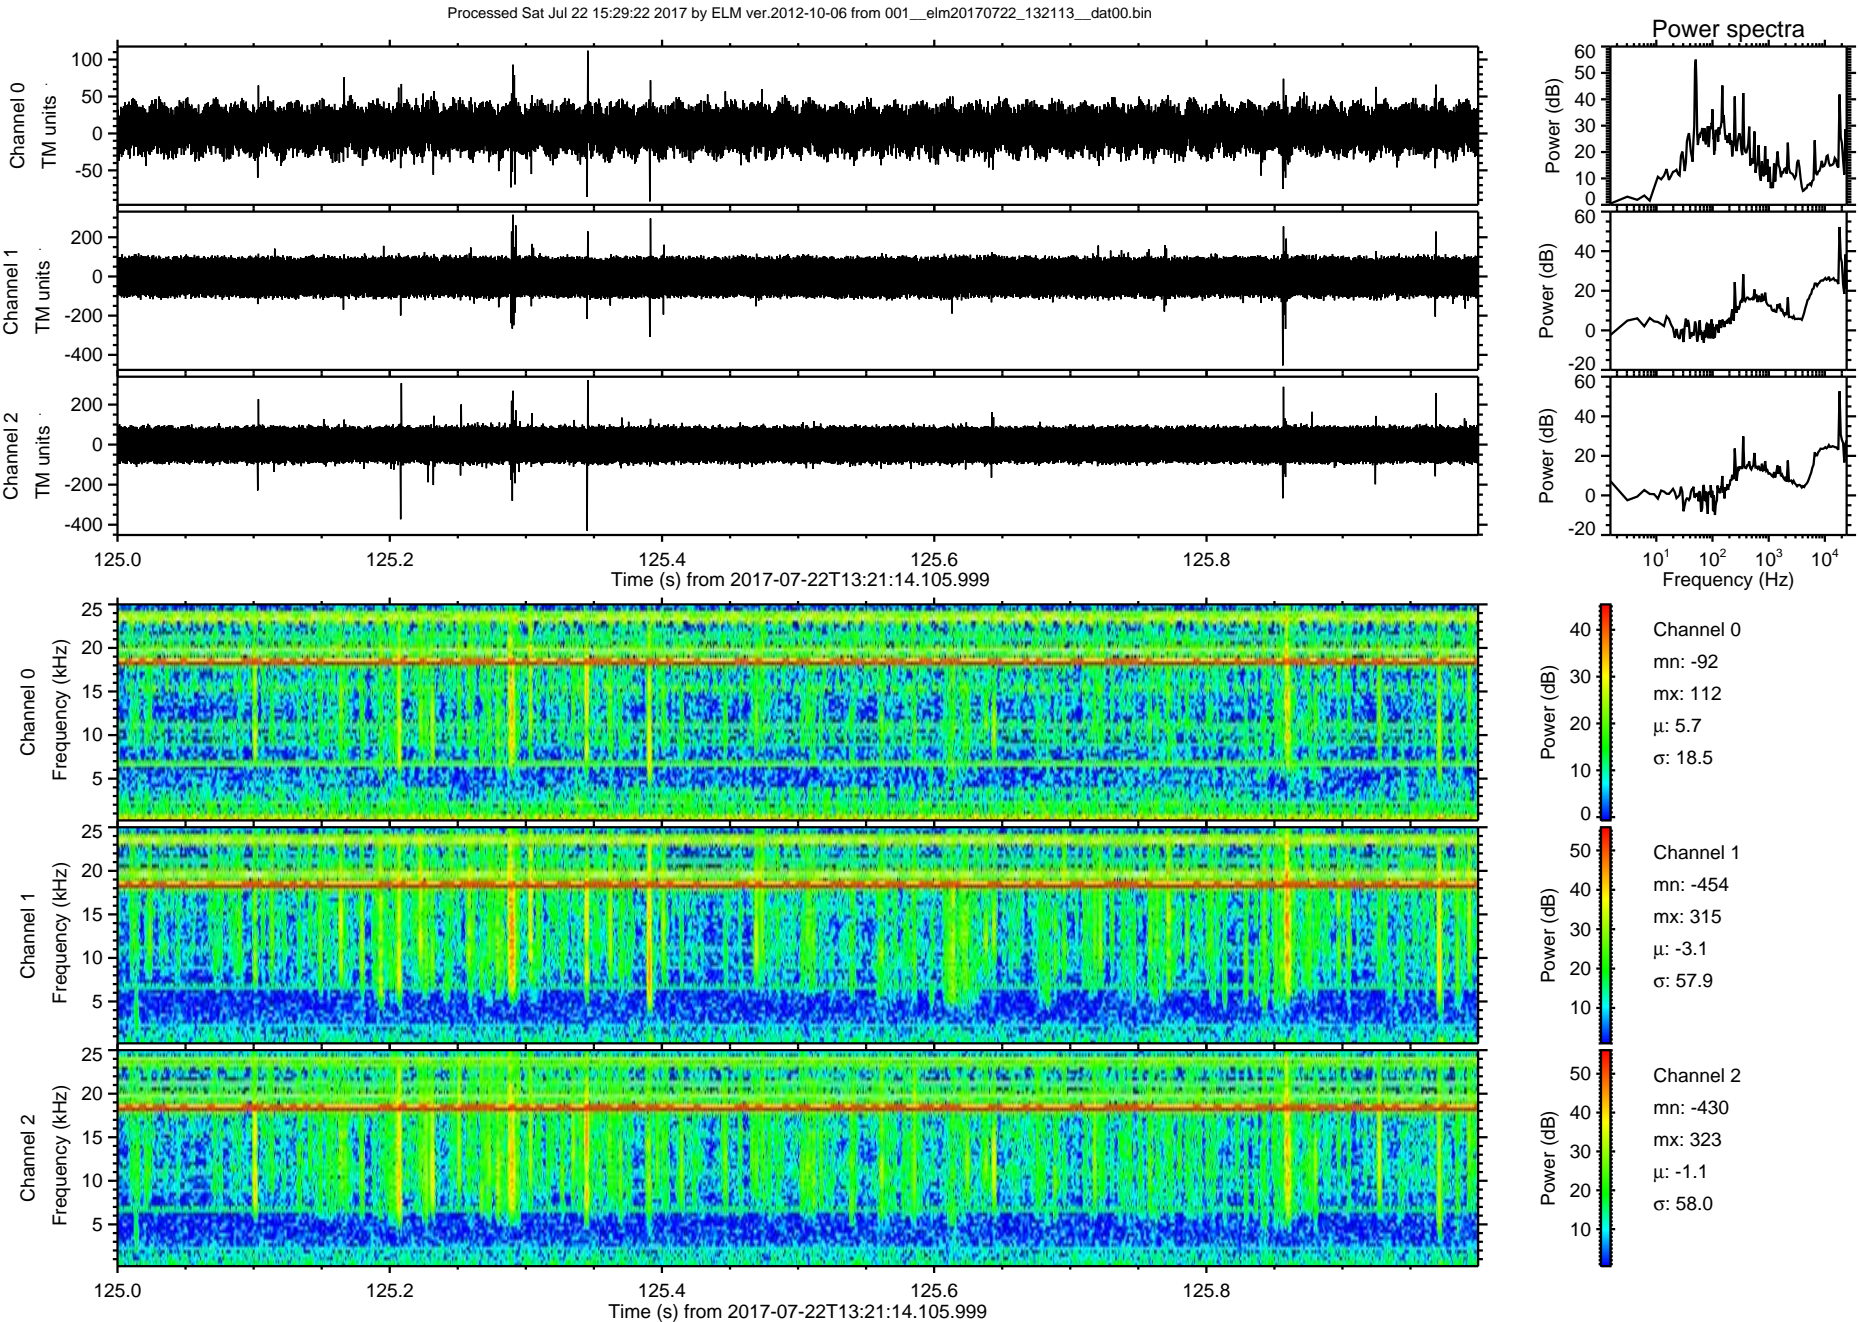 Processed Sat Jul 22 15:29:22 2017 by ELM ver.2012-10-06 from 001__elm20170722_132113__dat00.bin
Power spectra
Channel 0
TM units
100
50
0
-50
Power (dB)
60
50
40
30
20
10
0
Channel 1
TM units
200
0
-200
-400
Power (dB)
60
40
20
0
-20
Channel 2
TM units
200
0
-200
-400
Power (dB)
60
40
20
0
-20
125.0
125.2
125.4
125.6
125.8
Time (s) from 2017-07-22T13:21:14.105.999
10^1
10^2
10^3
10^4
Frequency (Hz)
Channel 0
Frequency (kHz)
25
20
15
10
5
Power (dB)
40
30
20
10
0
Channel 0
mn: -92
mx: 112
μ: 5.7
σ: 18.5
Channel 1
Frequency (kHz)
25
20
15
10
5
Power (dB)
50
40
30
20
10
Channel 1
mn: -454
mx: 315
μ: -3.1
σ: 57.9
Channel 2
Frequency (kHz)
25
20
15
10
5
Power (dB)
50
40
30
20
10
Channel 2
mn: -430
mx: 323
μ: -1.1
σ: 58.0
125.0
125.2
125.4
125.6
125.8
Time (s) from 2017-07-22T13:21:14.105.999